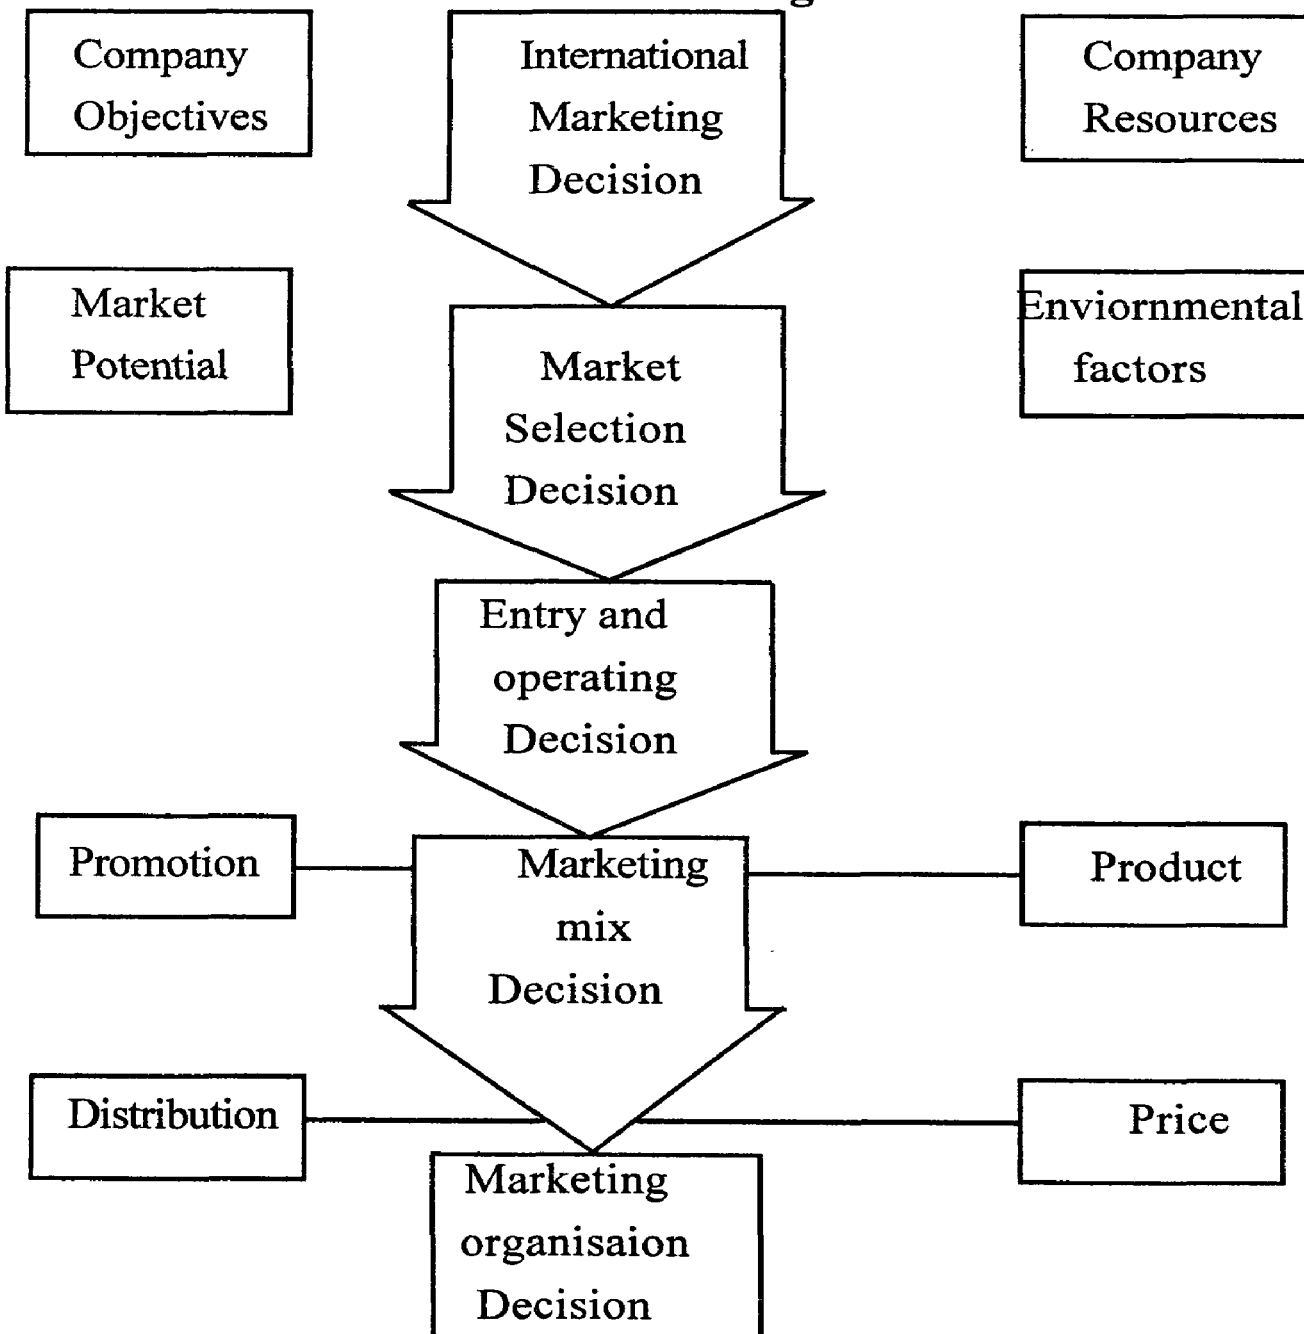 Company
Objectives
International
Marketing
Decision
Company
Resources
Market
Potential
Market
Selection
Decision
Enviornmental
factors
Entry and
operating
Decision
Promotion
Marketing
mix
Decision
Product
Distribution
Price
Marketing
organisaion
Decision